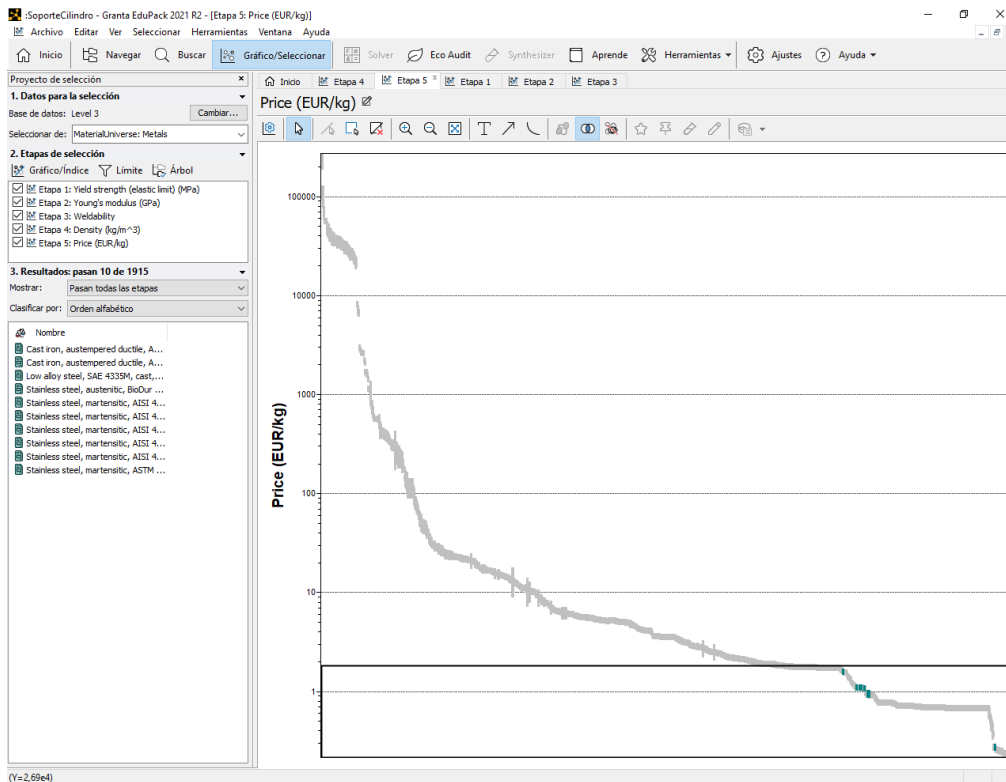 :SoporteCilindro - Granta EduPack 2021 R2 - [Etapa 5: Price (EUR/kg)]
Archivo Editar Ver Seleccionar Herramientas Ventana Ayuda
Inicio Navegar Buscar Gráfico/Seleccionar Solver Eco Audit Synthesizer Aprende Herramientas Ajustes Ayuda
Proyecto de selección
1. Datos para la selección
Base de datos: Level 3 Cambiar...
Seleccionar de: MaterialUniverse: Metals
2. Etapas de selección
Gráfico/Índice Límite Árbol
Etapa 1: Yield strength (elastic limit) (MPa)
Etapa 2: Young's modulus (GPa)
Etapa 3: Weldability
Etapa 4: Density (kg/m^3)
Etapa 5: Price (EUR/kg)
3. Resultados: pasan 10 de 1915
Mostrar: Pasan todas las etapas
Clasificar por: Orden alfabético
Nombre
Cast iron, austempered ductile, A...
Cast iron, austempered ductile, A...
Low alloy steel, SAE 4335M, cast,...
Stainless steel, austenitic, BioDur ...
Stainless steel, martensitic, AISI 4...
Stainless steel, martensitic, AISI 4...
Stainless steel, martensitic, AISI 4...
Stainless steel, martensitic, AISI 4...
Stainless steel, martensitic, AISI 4...
Stainless steel, martensitic, ASTM ...
Inicio Etapa 4 Etapa 5 Etapa 1 Etapa 2 Etapa 3
Price (EUR/kg)
100000
10000
1000
100
10
1
Price (EUR/kg)
(Y=2,69e4)